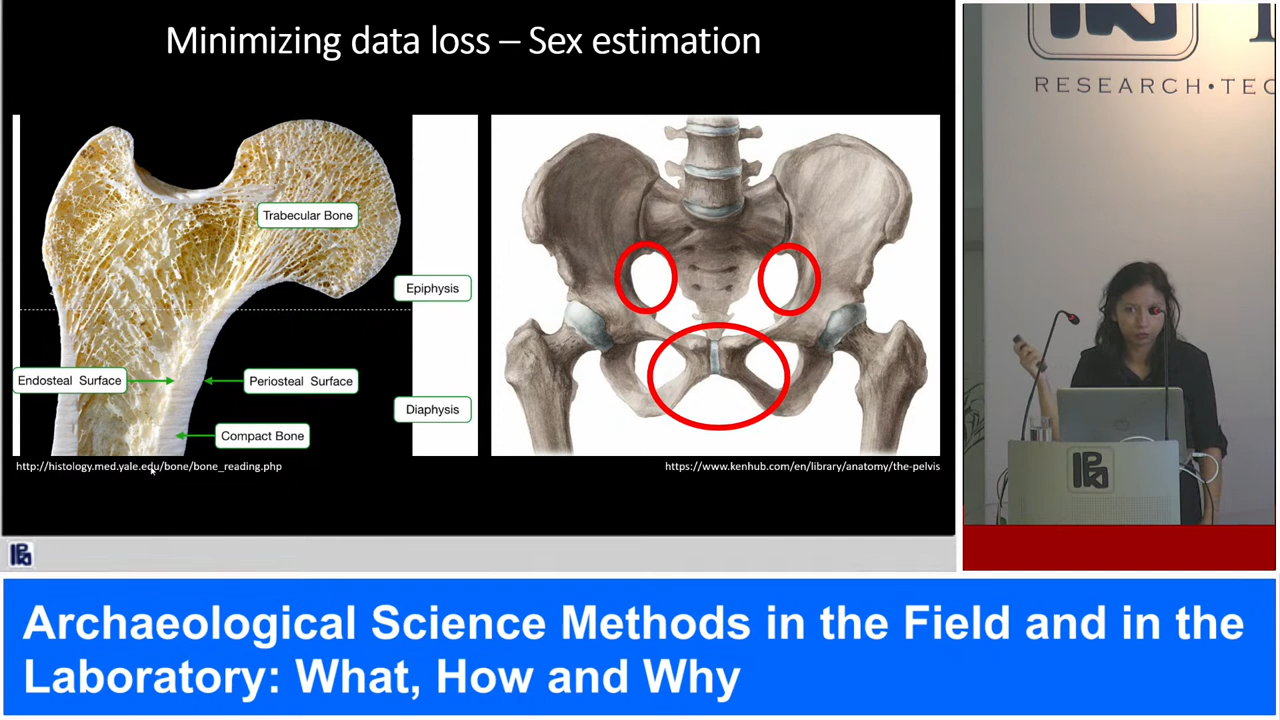 Minimizing data loss – Sex estimation
Trabecular Bone
Epiphysis
Endosteal Surface
Periosteal Surface
Diaphysis
Compact Bone
http://histology.med.yale.edu/bone/bone_reading.php
https://www.kenhub.com/en/library/anatomy/the-pelvis
RESEARCH•TEC
Archaeological Science Methods in the Field and in the
Laboratory: What, How and Why